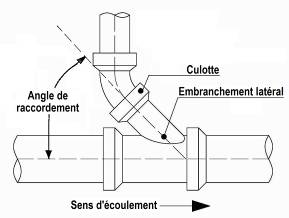 Culotte
Angle de
raccordement
Embranchement latéral
Sens d'écoulement